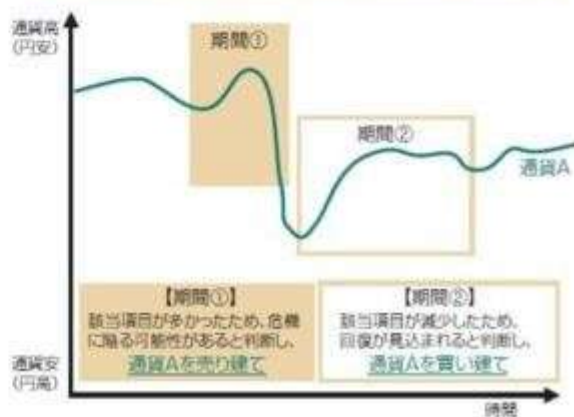 通貨高
(円安)
期間①
期間②
通貨A
【期間①】
該当項目が多かったため、危機
に陥る可能性があると判断し、
通貨Aを売り建て
【期間②】
該当項目が減少したため、
回復が見込まれると判断し、
通貨Aを買い建て
通貨安
(円高)
時間